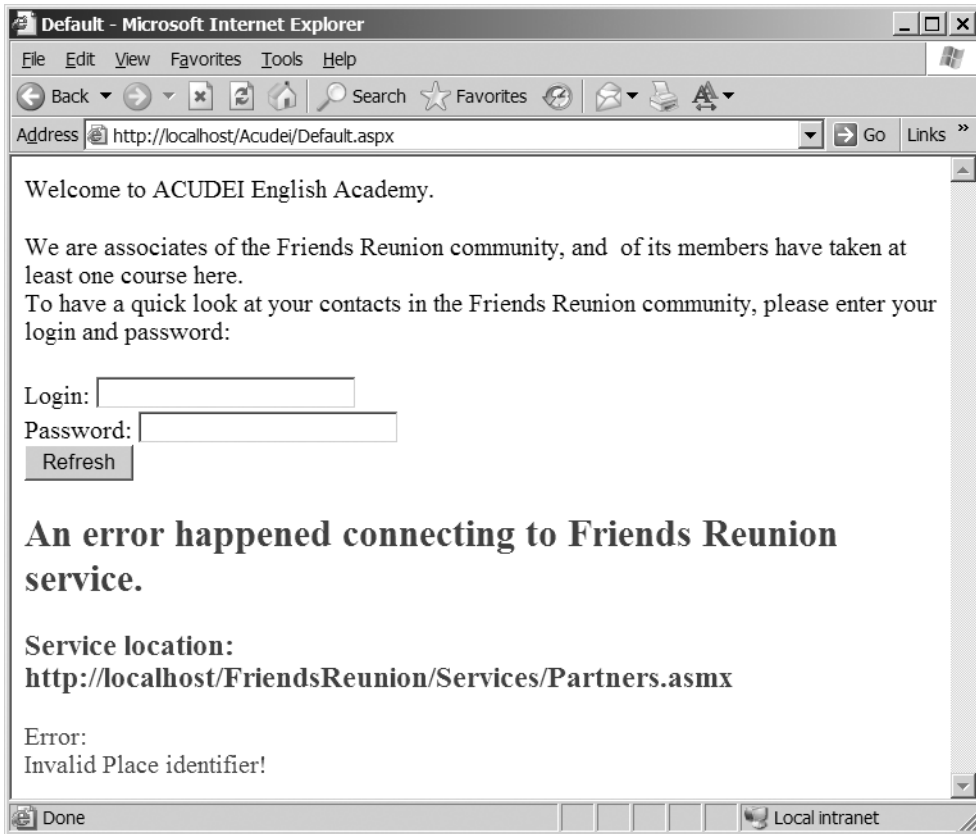 Default - Microsoft Internet Explorer
File Edit View Favorites Tools Help
Back Search Favorites
Address http://localhost/Acudei/Default.aspx Go Links »
Welcome to ACUDEI English Academy.
We are associates of the Friends Reunion community, and  of its members have taken at
least one course here.
To have a quick look at your contacts in the Friends Reunion community, please enter your
login and password:
Login:
Password:
Refresh
An error happened connecting to Friends Reunion
service.
Service location:
http://localhost/FriendsReunion/Services/Partners.asmx
Error:
Invalid Place identifier!
Done Local intranet